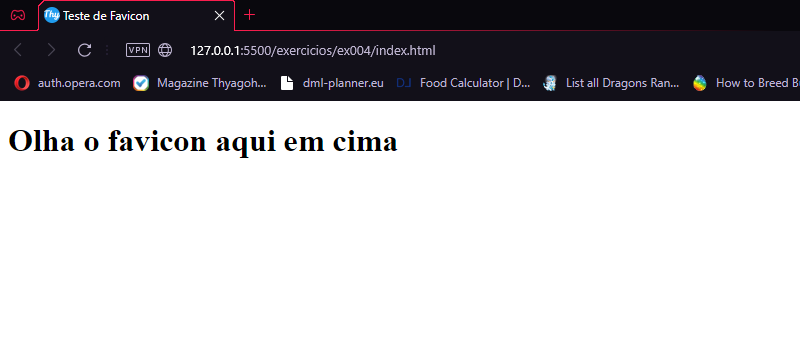 Thy Teste de Favicon
VPN 127.0.0.1:5500/exercicios/ex004/index.html
auth.opera.com Magazine Thyagoh... dml-planner.eu DJ Food Calculator | D... List all Dragons Ran... How to Breed B
Olha o favicon aqui em cima